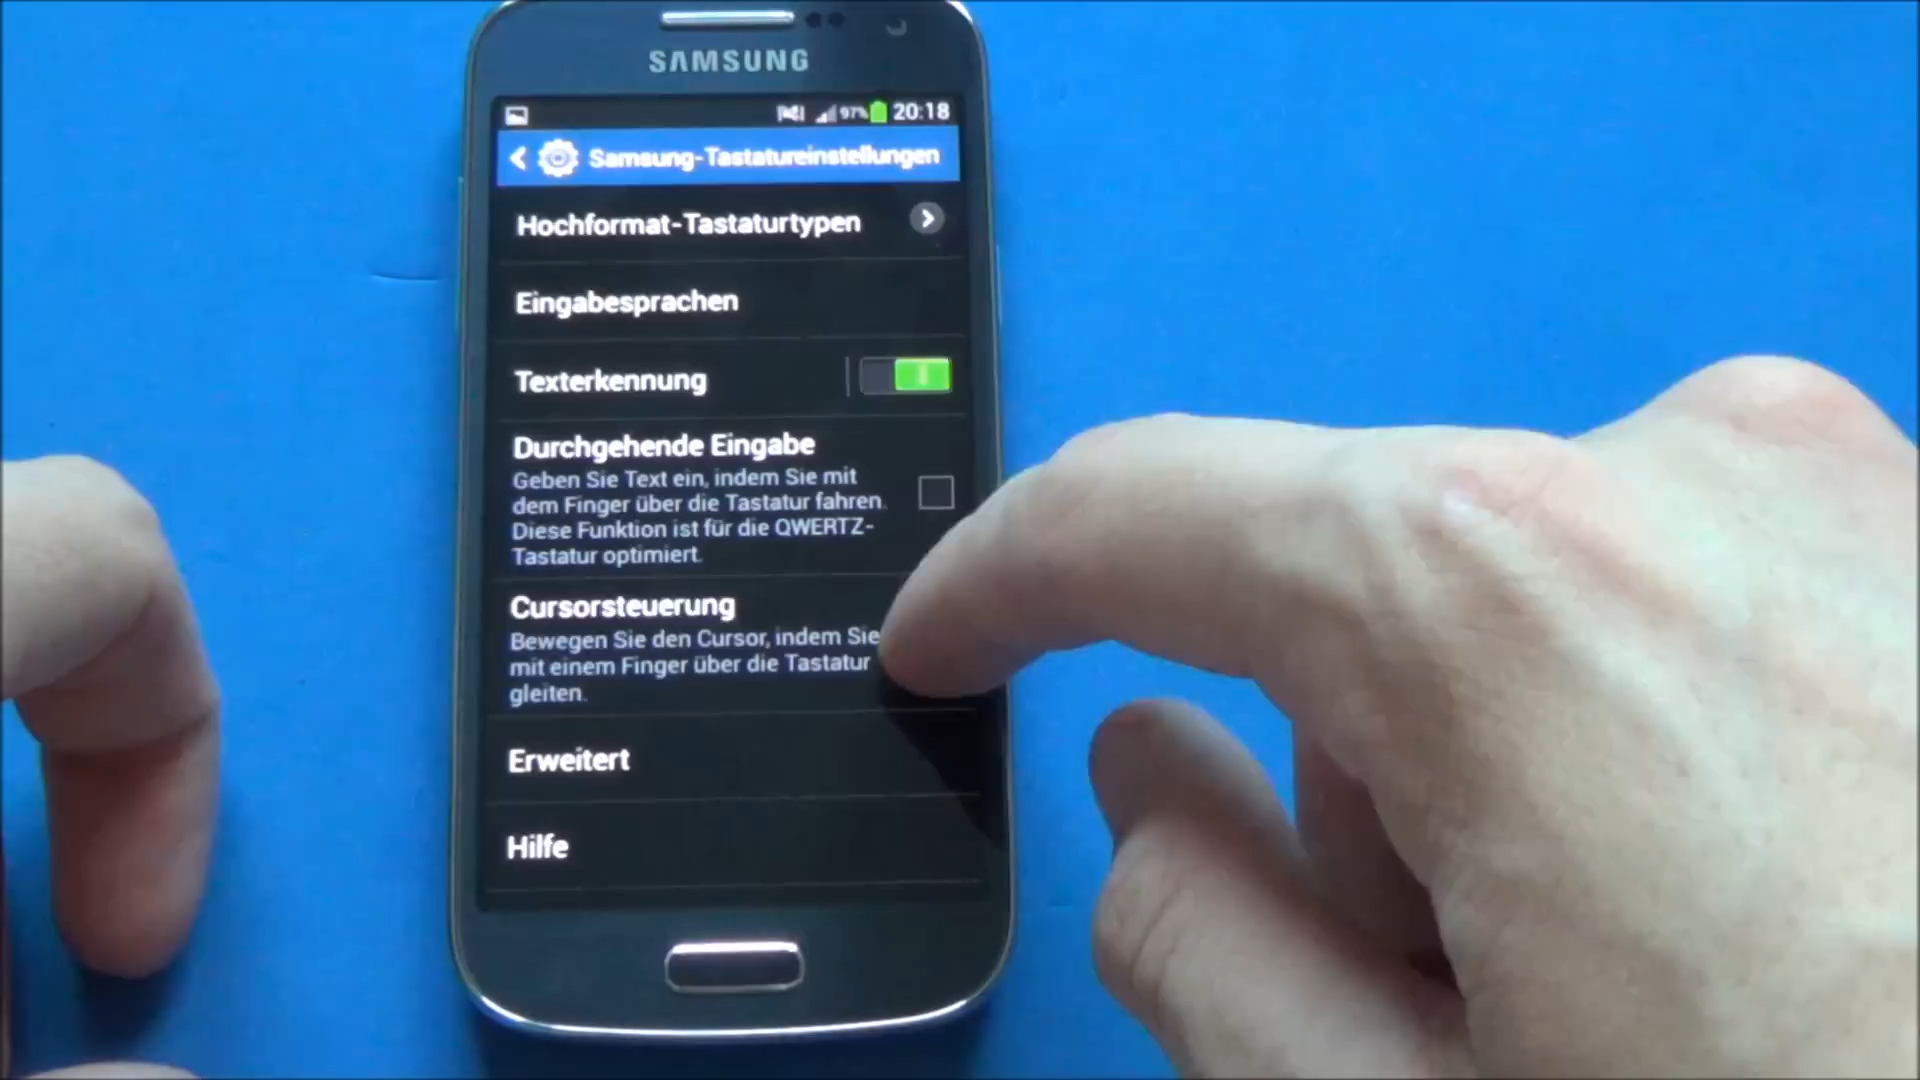 SAMSUNG
97% 20:18
Samsung-Tastatureinstellungen
Hochformat-Tastaturtypen
Eingabesprachen
Texterkennung
Durchgehende Eingabe
Geben Sie Text ein, indem Sie mit
dem Finger über die Tastatur fahren.
Diese Funktion ist für die QWERTZ-
Tastatur optimiert.
Cursorsteuerung
Bewegen Sie den Cursor, indem Sie
mit einem Finger über die Tastatur
gleiten.
Erweitert
Hilfe